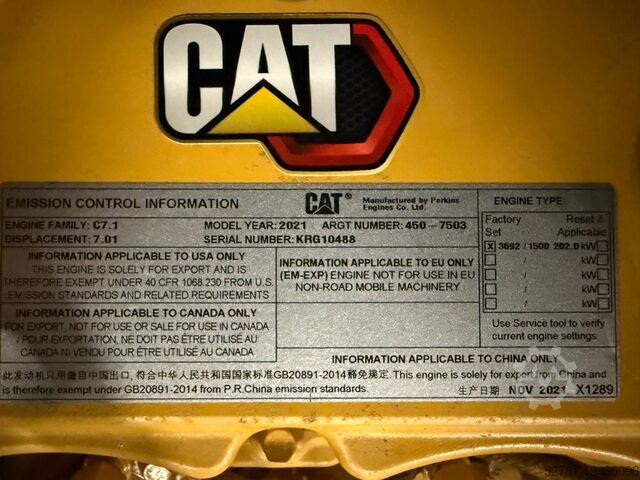 CAT
EMISSION CONTROL INFORMATION
CAT®
Manufactured by Perkins
Engines Co. Ltd.
ENGINE FAMILY: C7.1
MODEL YEAR: 2021
ARGT NUMBER: 450-7503
DISPLACEMENT: 7.01
SERIAL NUMBER: KRG10488
INFORMATION APPLICABLE TO USA ONLY
THIS ENGINE IS SOLELY FOR EXPORT AND IS
THEREFORE EXEMPT UNDER 40 CFR 1068.230 FROM U.S.
EMISSION STANDARDS AND RELATED REQUIREMENTS
INFORMATION APPLICABLE TO EU ONLY
(EM-EXP) ENGINE NOT FOR USE IN EU
NON-ROAD MOBILE MACHINERY
INFORMATION APPLICABLE TO CANADA ONLY
FOR EXPORT, NOT FOR USE OR SALE FOR USE IN CANADA
/ POUR EXPORTATION, NE DOIT PAS ÊTRE UTILISÉ AU
CANADA NI VENDU POUR ÊTRE UTILISÉ AU CANADA
ENGINE TYPE:
Factory Reset if
Set Applicable
X 3692 / 1500 202.0 kW
/ kW
/ kW
/ kW
/ kW
Use Service tool to verify
current engine settings.
INFORMATION APPLICABLE TO CHINA ONLY
此发动机只用做自中国出口, 符合中华人民共和国国家标准GB20891-2014豁免规定. This engine is solely for export from China and
is therefore exempt under GB20891-2014 from P.R.China emission standards.
生产日期 NOV 2021 X1289